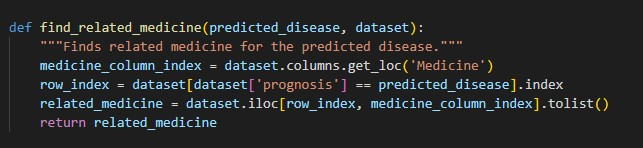 def find_related_medicine(predicted_disease, dataset):
    """Finds related medicine for the predicted disease."""
    medicine_column_index = dataset.columns.get_loc('Medicine')
    row_index = dataset[dataset['prognosis'] == predicted_disease].index
    related_medicine = dataset.iloc[row_index, medicine_column_index].tolist()
    return related_medicine